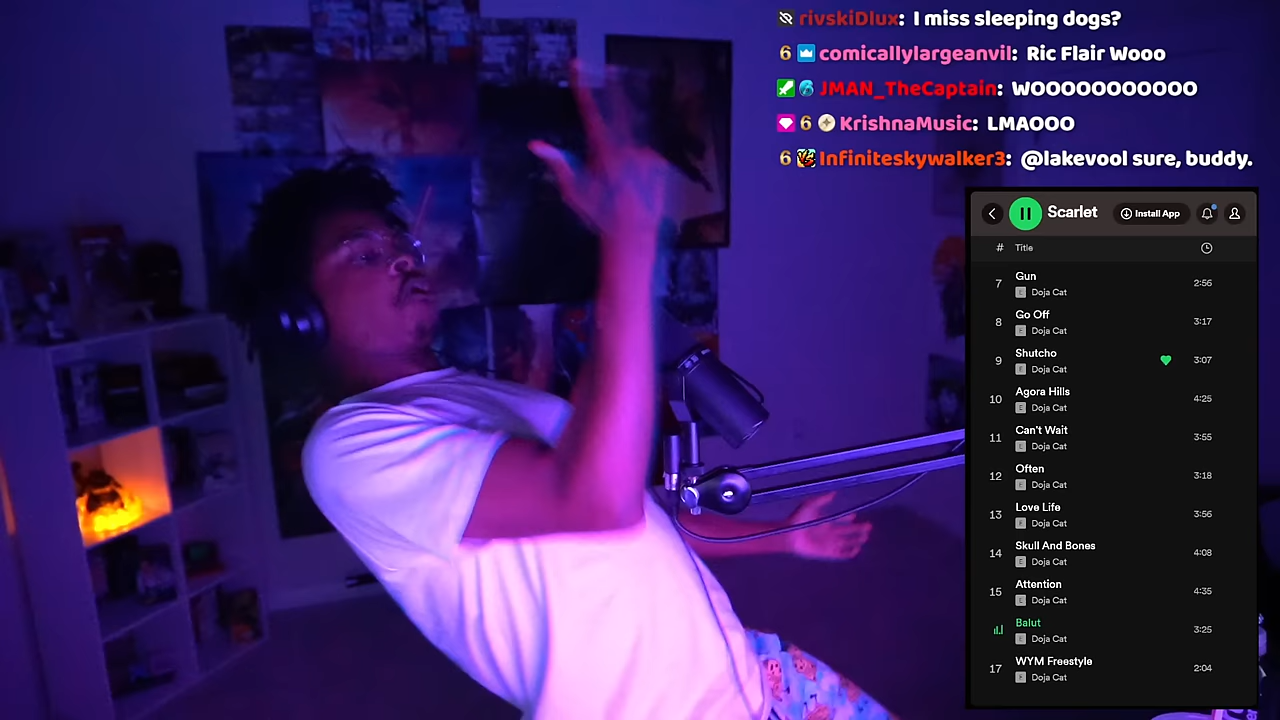 rivskiDlux: I miss sleeping dogs?
6 comicallylargeanvil: Ric Flair Wooo
JMAN_TheCaptain: WOOOOOOOOOOO
6 KrishnaMusic: LMAOOO
6 Infiniteskywalker3: @lakevool sure, buddy.
Scarlet Install App
# Title
7 Gun 2:56
E Doja Cat
8 Go Off 3:17
E Doja Cat
9 Shutcho 3:07
E Doja Cat
10 Agora Hills 4:25
E Doja Cat
11 Can't Wait 3:55
E Doja Cat
12 Often 3:18
E Doja Cat
13 Love Life 3:56
E Doja Cat
14 Skull And Bones 4:08
E Doja Cat
15 Attention 4:35
E Doja Cat
Balut 3:25
E Doja Cat
17 WYM Freestyle 2:04
E Doja Cat